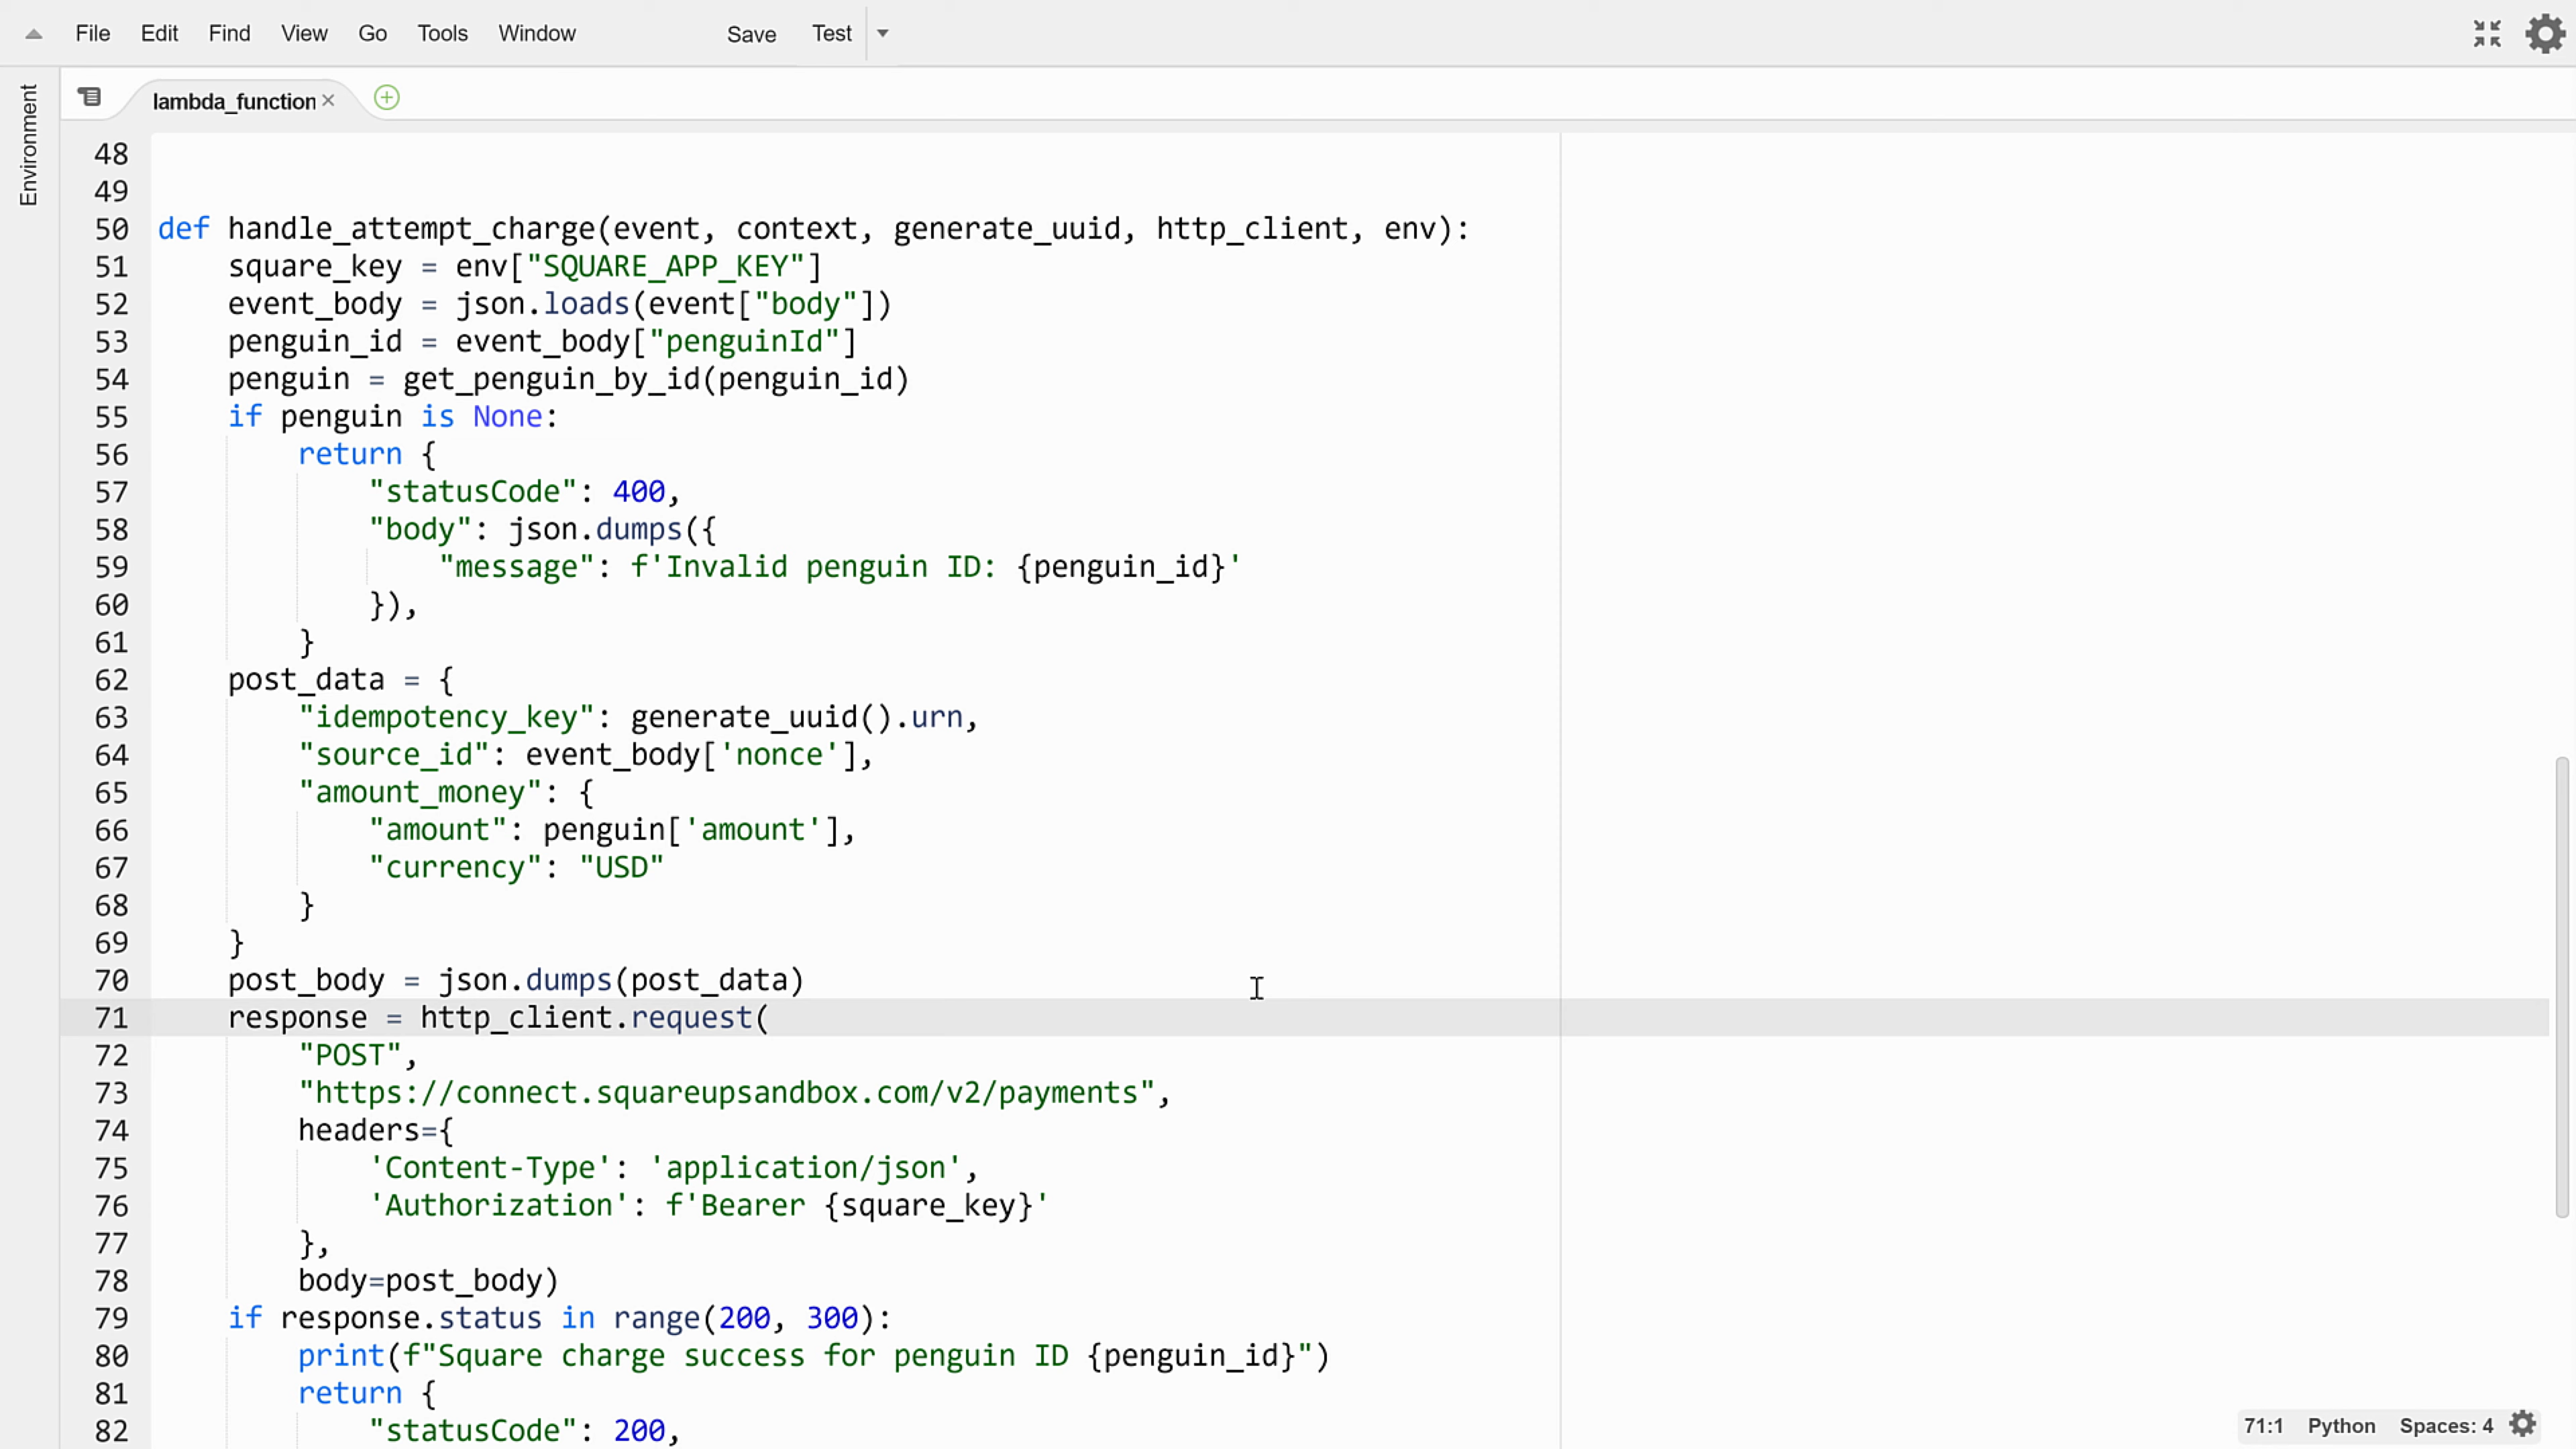 File Edit Find View Go Tools Window Save Test
Environment
lambda_function
48
49
50 def handle_attempt_charge(event, context, generate_uuid, http_client, env):
51     square_key = env["SQUARE_APP_KEY"]
52     event_body = json.loads(event["body"])
53     penguin_id = event_body["penguinId"]
54     penguin = get_penguin_by_id(penguin_id)
55     if penguin is None:
56         return {
57             "statusCode": 400,
58             "body": json.dumps({
59                 "message": f'Invalid penguin ID: {penguin_id}'
60             }),
61         }
62     post_data = {
63         "idempotency_key": generate_uuid().urn,
64         "source_id": event_body['nonce'],
65         "amount_money": {
66             "amount": penguin['amount'],
67             "currency": "USD"
68         }
69     }
70     post_body = json.dumps(post_data)
71     response = http_client.request(
72         "POST",
73         "https://connect.squareupsandbox.com/v2/payments",
74         headers={
75             'Content-Type': 'application/json',
76             'Authorization': f'Bearer {square_key}'
77         },
78         body=post_body)
79     if response.status in range(200, 300):
80         print(f"Square charge success for penguin ID {penguin_id}")
81         return {
82             "statusCode": 200,
71:1 Python Spaces: 4